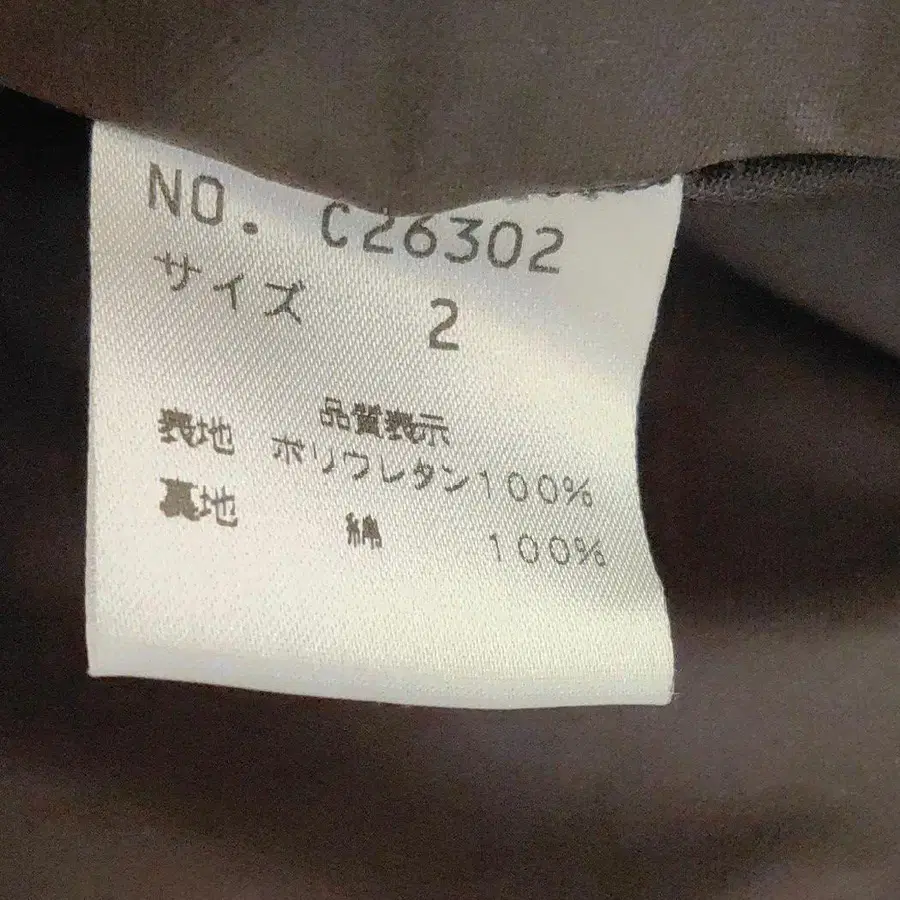 NO. C26302
サイズ 2
品質表示
表地 ポリウレタン100%
裏地 綿 100%